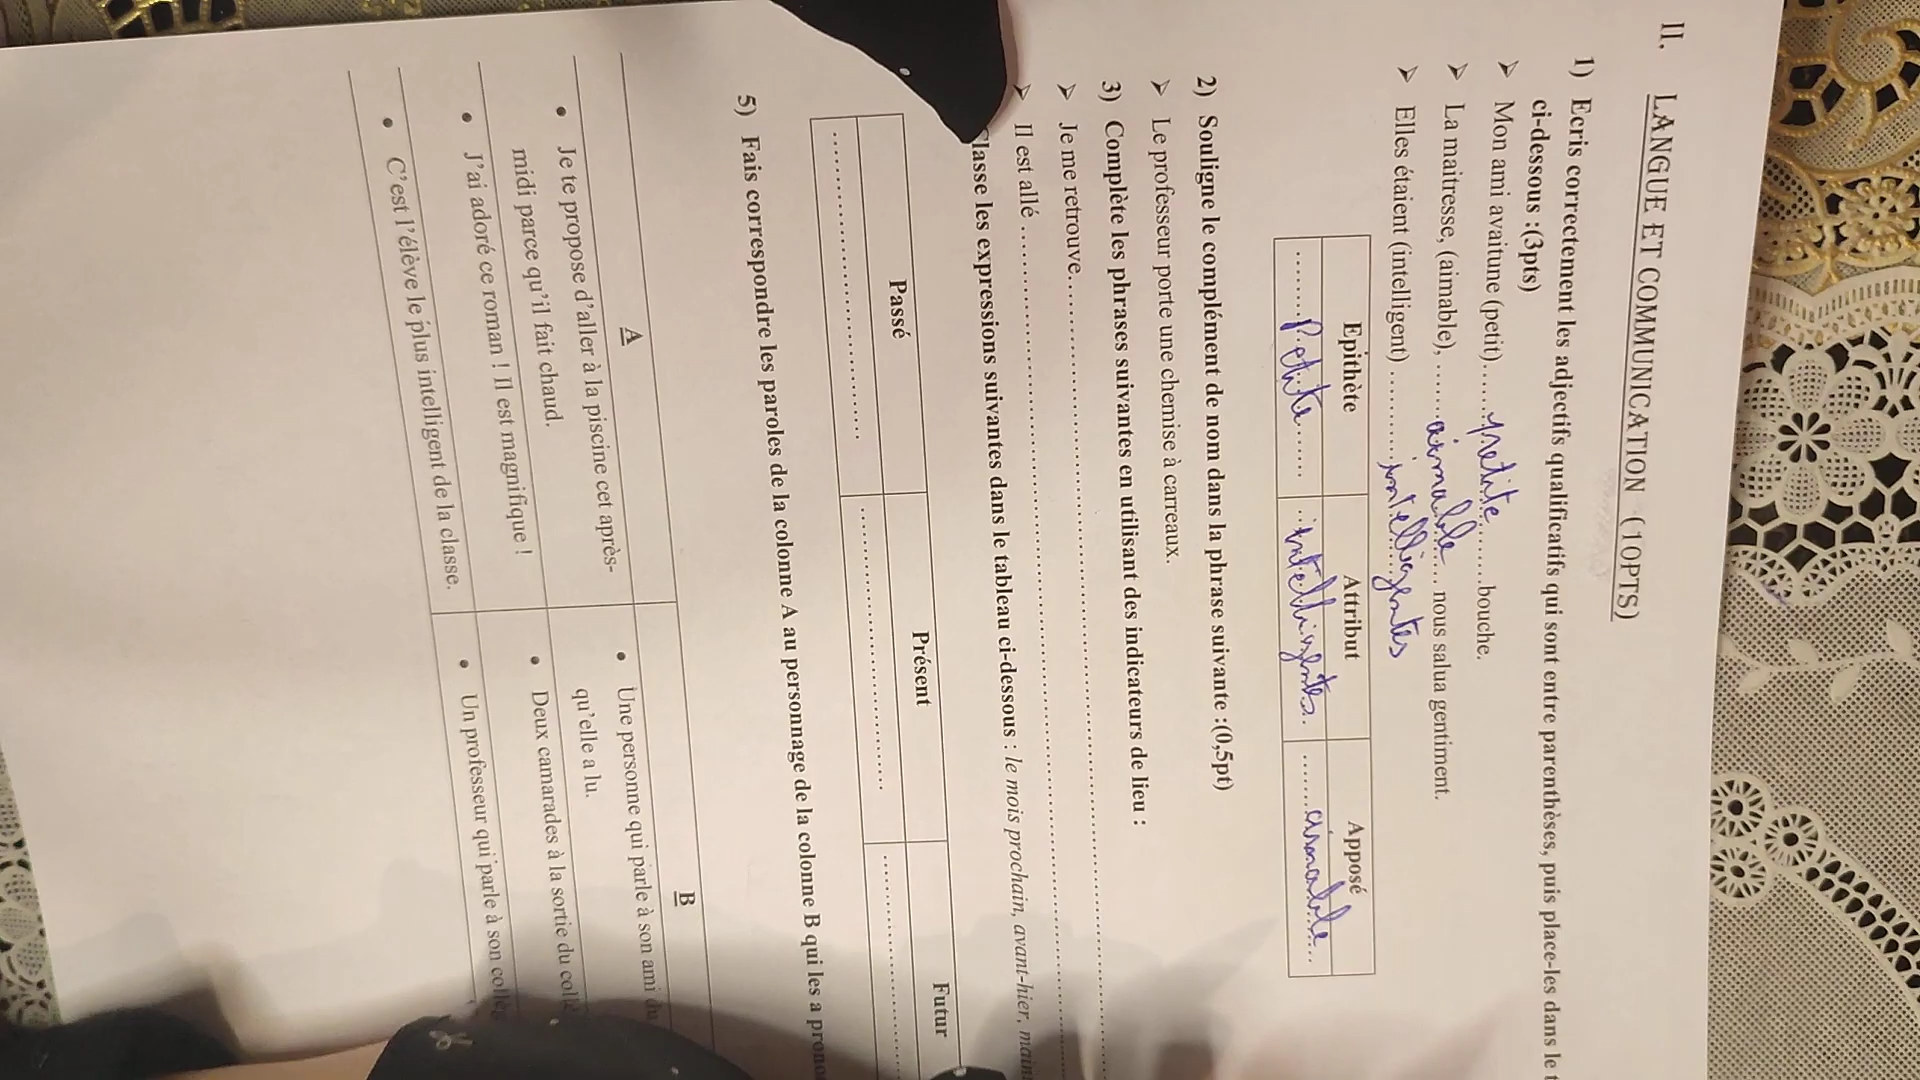 II. LANGUE ET COMMUNICATION (10PTS)
1) Ecris correctement les adjectifs qualificatifs qui sont entre parenthèses, puis place-les dans le
ci-dessous :(3pts)
➢ Mon ami avaitune (petit)......petite........bouche.
➢ La maitresse, (aimable), ......aimable.... nous salua gentiment.
➢ Elles étaient (intelligent) ............intelligentes
Epithète Attribut Apposé
........Petite....... intelligentes. .......aimable...
2) Souligne le complément de nom dans la phrase suivante :(0,5pt)
➢ Le professeur porte une chemise à carreaux.
3) Complète les phrases suivantes en utilisant des indicateurs de lieu :
➢ Je me retrouve..........................................................................
➢ Il est allé ..........................................................................
lasse les expressions suivantes dans le tableau ci-dessous : le mois prochain, avant-hier,
Passé Présent Futur
........................................ ........................................ ........................................
5) Fais correspondre les paroles de la colonne A au personnage de la colonne B qui les a
A B
• Je te propose d'aller à la piscine cet après-
midi parce qu'il fait chaud.
• Une personne qui parle à son ami du
qu'elle a lu.
• J'ai adoré ce roman ! Il est magnifique !
• Deux camarades à la sortie du
• C'est l'élève le plus intelligent de la classe.
• Un professeur qui parle à son